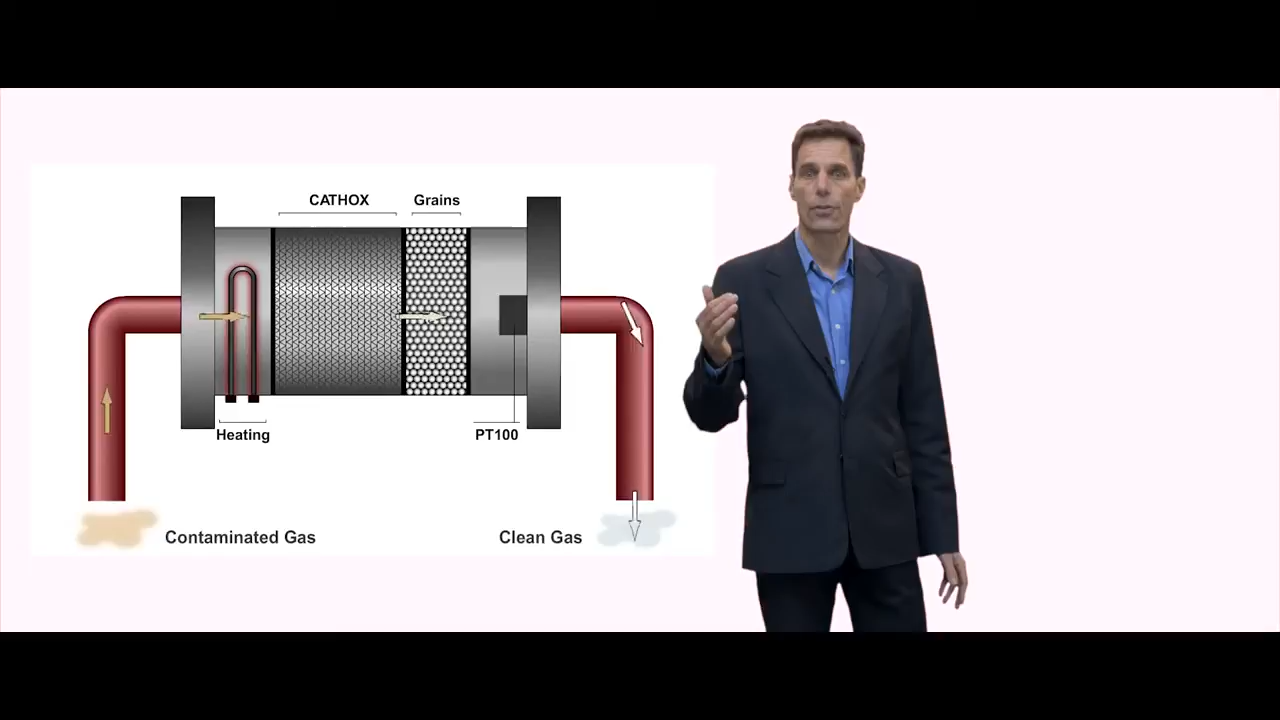 CATHOX
Grains
Heating
PT100
Contaminated Gas
Clean Gas